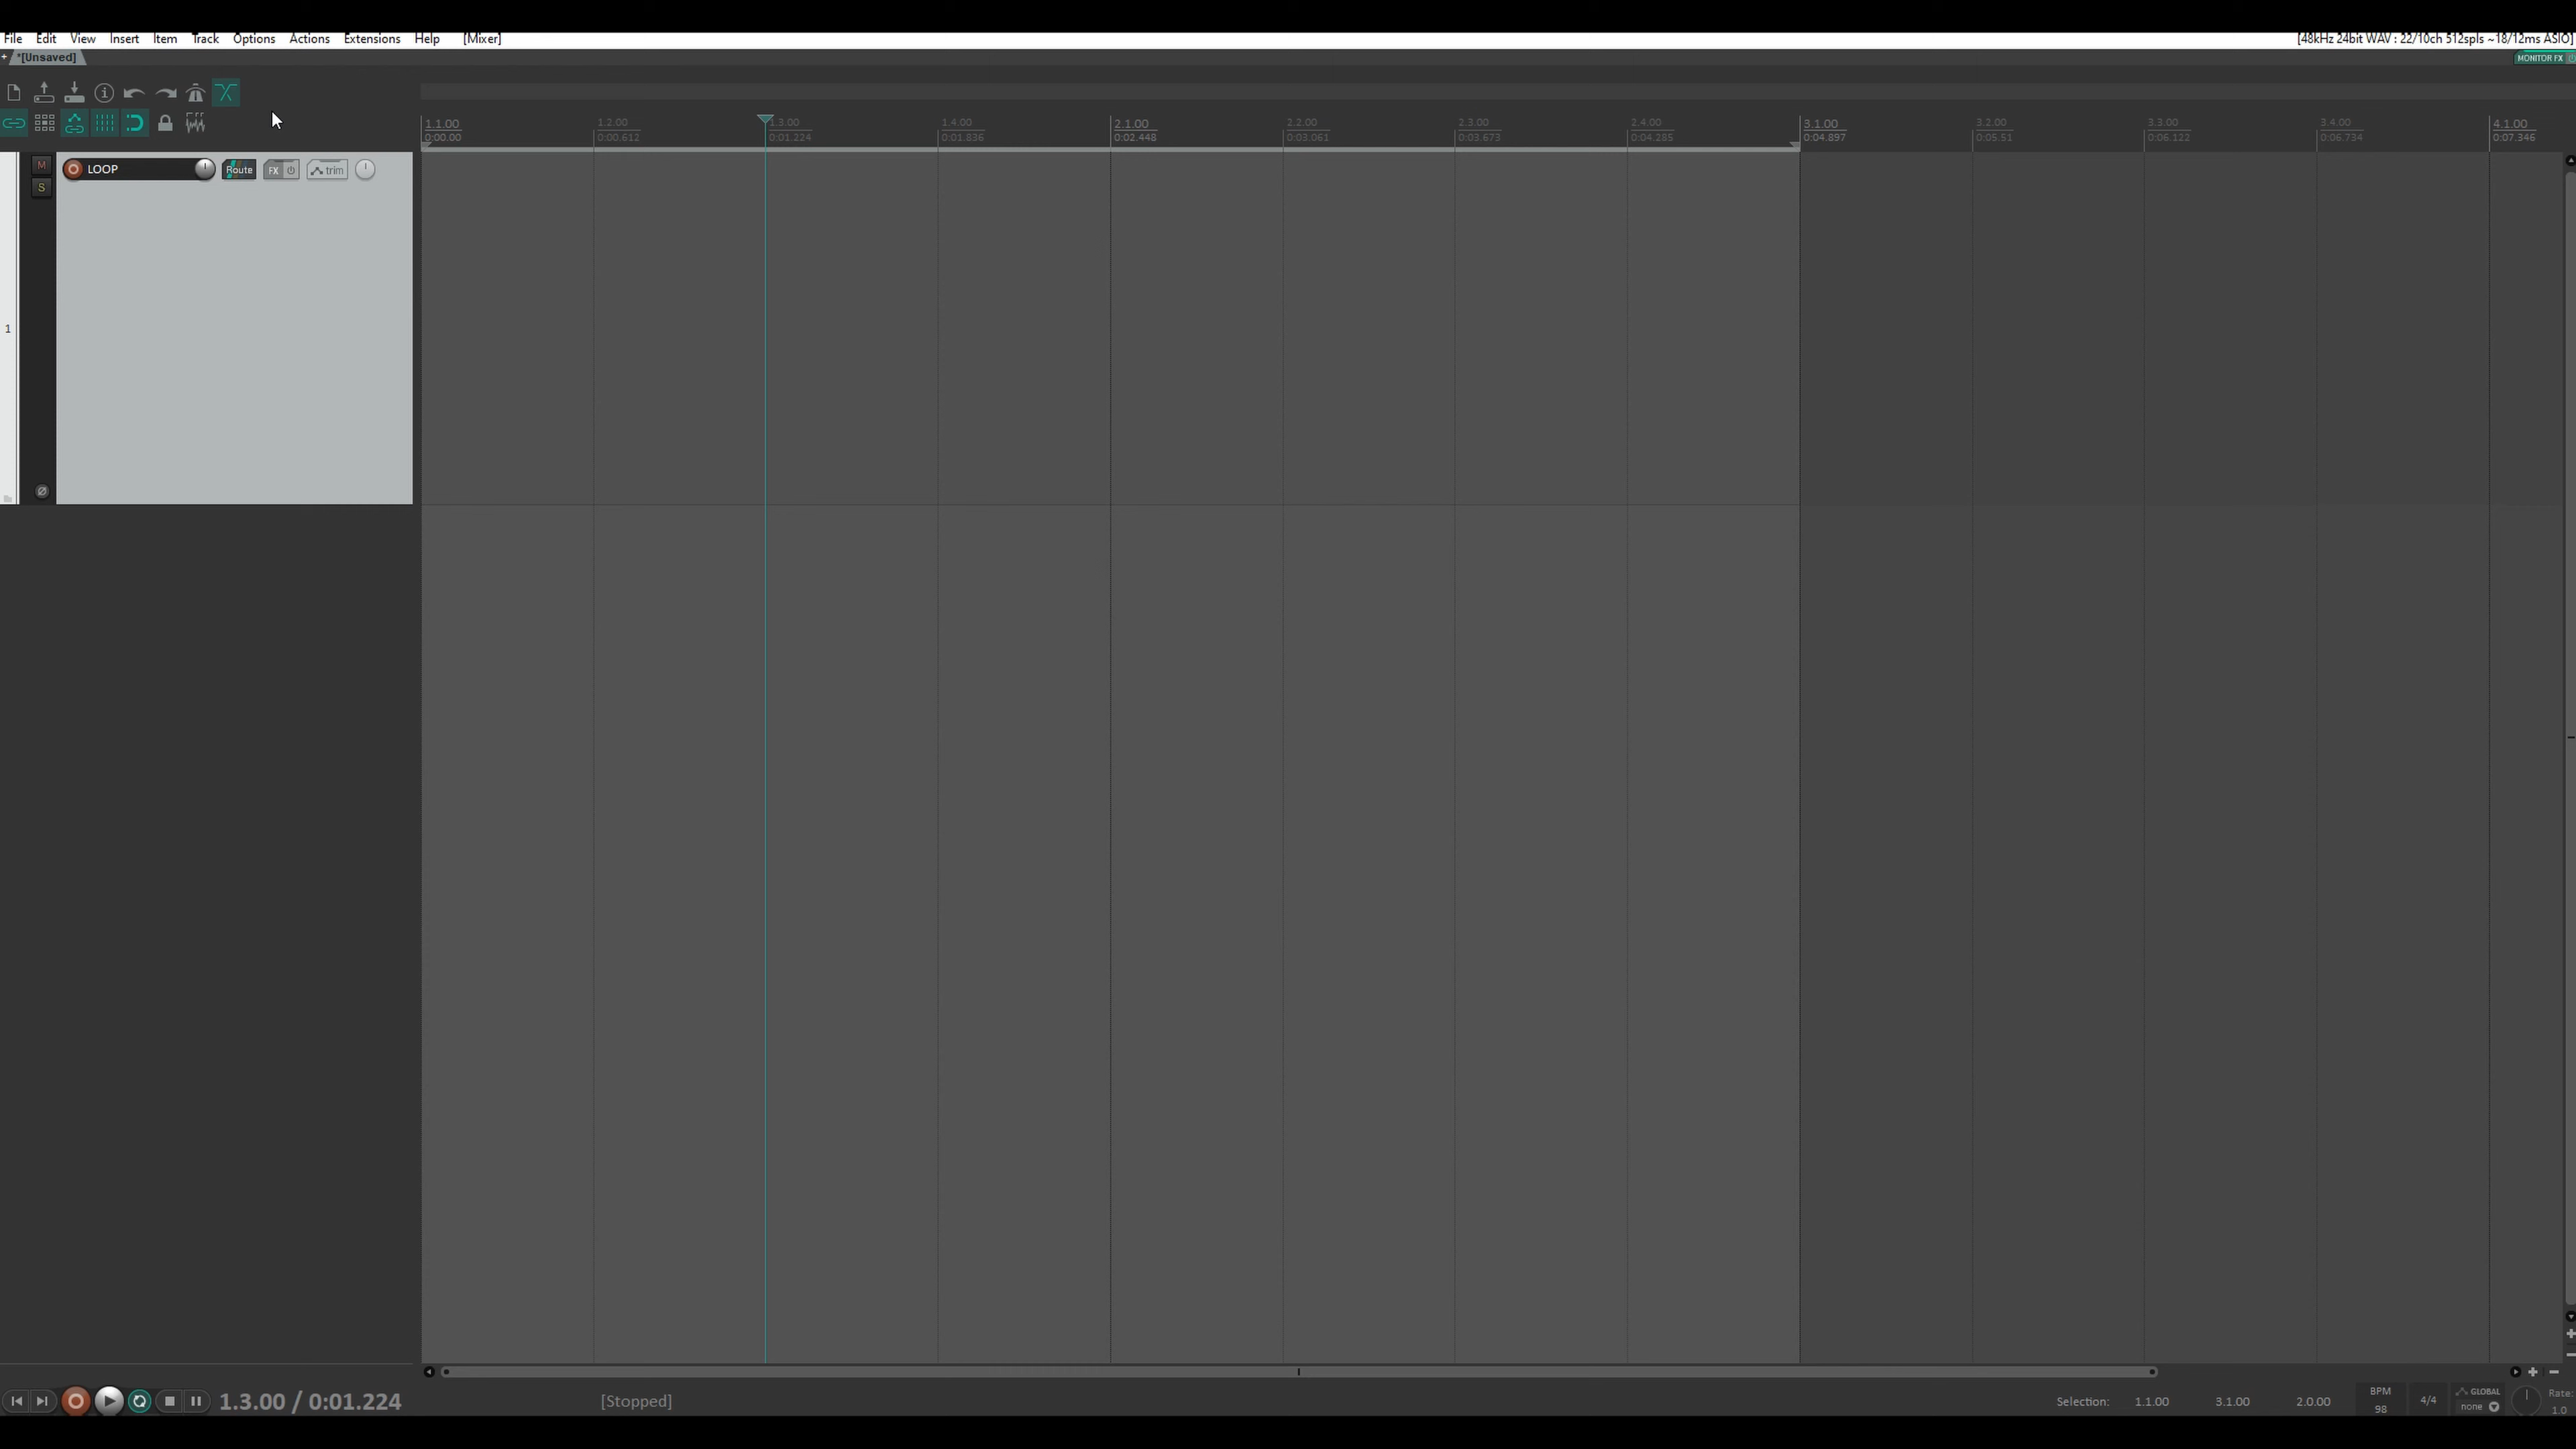 File Edit View Insert Item Track Options Actions Extensions Help [Mixer] [48kHz 24bit WAV : 22/10ch 512spls ~18/12ms ASIO]
*[Unsaved] MONITOR FX
1.1.00 1.2.00 1.3.00 1.4.00 2.1.00 2.2.00 2.3.00 2.4.00 3.1.00 3.2.00 3.3.00 3.4.00 4.1.00
0:00.00 0:00.612 0:01.224 0:01.836 0:02.448 0:03.061 0:03.673 0:04.285 0:04.897 0:05.51 0:06.122 0:06.734 0:07.346
M LOOP Route FX trim
S
1
1.3.00 / 0:01.224 [Stopped] Selection: 1.1.00 3.1.00 2.0.00 BPM 4/4 GLOBAL Rate:
98 none 1.0